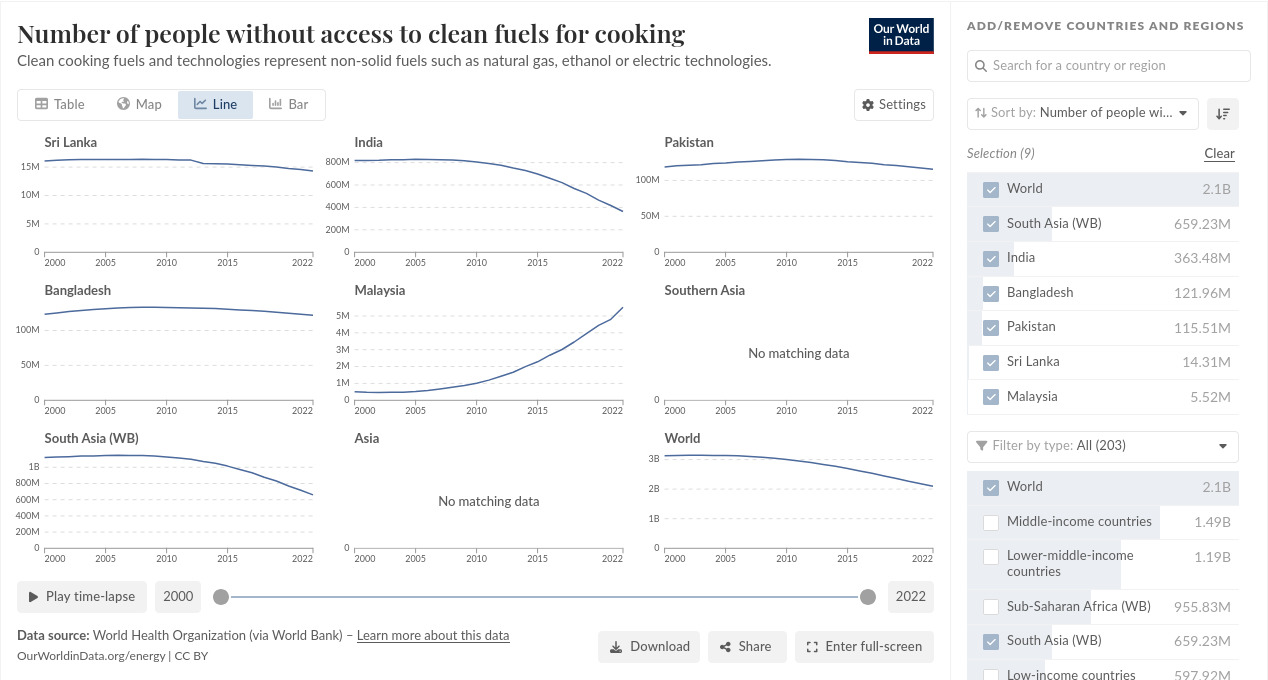 Number of people without access to clean fuels for cooking
Clean cooking fuels and technologies represent non-solid fuels such as natural gas, ethanol or electric technologies.
Our World
in Data
Table
Map
Line
Bar
Settings
Sri Lanka
15M
10M
5M
0
2000 2005 2010 2015 2022
India
800M
600M
400M
200M
0
2000 2005 2010 2015 2022
Pakistan
100M
50M
0
2000 2005 2010 2015 2022
Bangladesh
100M
50M
0
2000 2005 2010 2015 2022
Malaysia
5M
4M
3M
2M
1M
0
2000 2005 2010 2015 2022
Southern Asia
No matching data
0
2000 2005 2010 2015 2022
South Asia (WB)
1B
800M
600M
400M
200M
0
2000 2005 2010 2015 2022
Asia
No matching data
0
2000 2005 2010 2015 2022
World
3B
2B
1B
0
2000 2005 2010 2015 2022
Play time-lapse
2000
2022
Data source: World Health Organization (via World Bank) – Learn more about this data
OurWorldinData.org/energy | CC BY
Download
Share
Enter full-screen
ADD/REMOVE COUNTRIES AND REGIONS
Search for a country or region
Sort by: Number of people wi...
Selection (9)
Clear
World 2.1B
South Asia (WB) 659.23M
India 363.48M
Bangladesh 121.96M
Pakistan 115.51M
Sri Lanka 14.31M
Malaysia 5.52M
Filter by type: All (203)
World 2.1B
Middle-income countries 1.49B
Lower-middle-income 1.19B
countries
Sub-Saharan Africa (WB) 955.83M
South Asia (WB) 659.23M
Low-income countries 597.92M